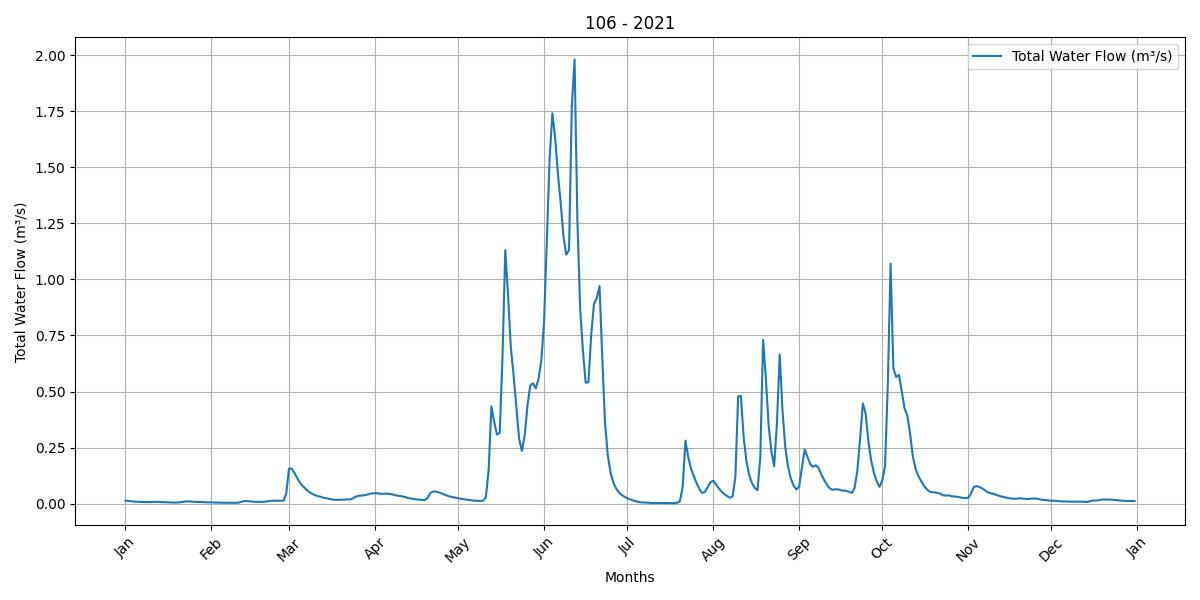 106 - 2021
Total Water Flow (m³/s)
Total Water Flow (m³/s)
2.00
1.75
1.50
1.25
1.00
0.75
0.50
0.25
0.00
Jan
Feb
Mar
Apr
May
Jun
Jul
Aug
Sep
Oct
Nov
Dec
Jan
Months